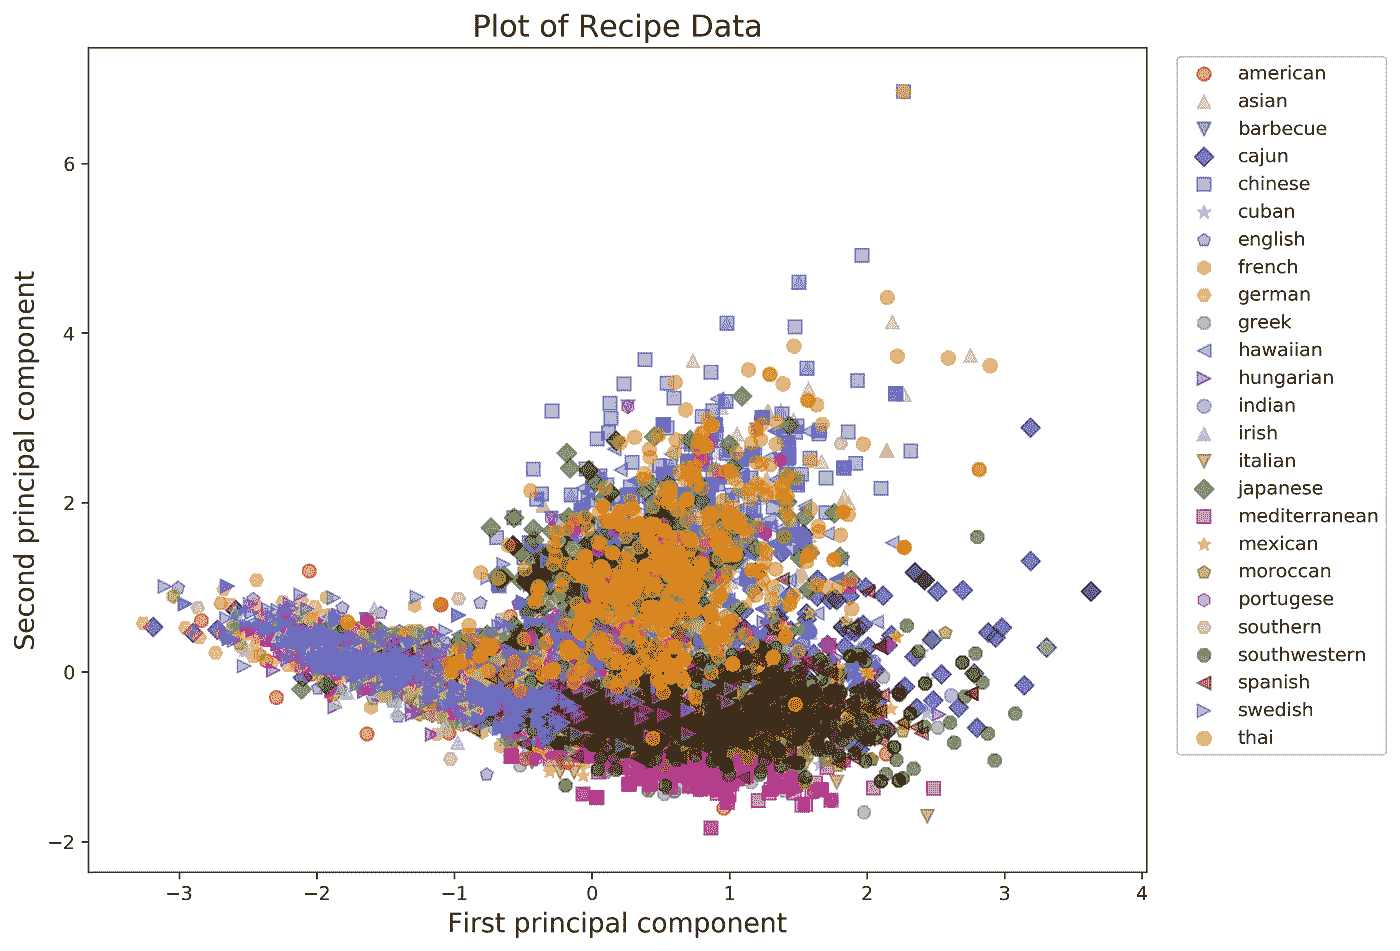 Plot of Recipe Data
Second principal component
6
4
2
0
−2
−3
−2
−1
0
1
2
3
4
First principal component
american
asian
barbecue
cajun
chinese
cuban
english
french
german
greek
hawaiian
hungarian
indian
irish
italian
japanese
mediterranean
mexican
moroccan
portugese
southern
southwestern
spanish
swedish
thai